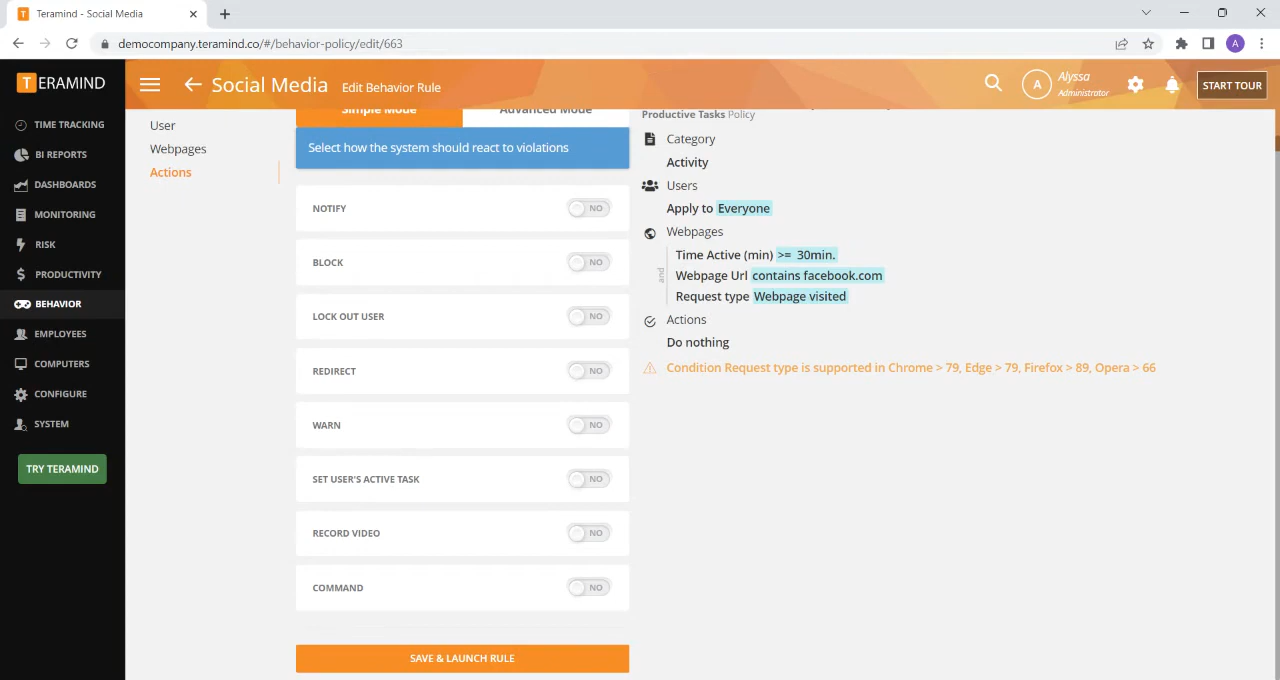 Teramind - Social Media
democompany.teramind.co/#/behavior-policy/edit/663
A
TERAMIND
Social Media
Edit Behavior Rule
A
Alyssa
Administrator
START TOUR
TIME TRACKING
BI REPORTS
DASHBOARDS
MONITORING
RISK
PRODUCTIVITY
BEHAVIOR
EMPLOYEES
COMPUTERS
CONFIGURE
SYSTEM
TRY TERAMIND
User
Webpages
Actions
Simple Mode
Advanced Mode
Select how the system should react to violations
NOTIFY NO
BLOCK NO
LOCK OUT USER NO
REDIRECT NO
WARN NO
SET USER'S ACTIVE TASK NO
RECORD VIDEO NO
COMMAND NO
SAVE & LAUNCH RULE
Productive Tasks Policy
Category
Activity
Users
Apply to Everyone
Webpages
and
Time Active (min) >= 30min.
Webpage Url contains facebook.com
Request type Webpage visited
Actions
Do nothing
Condition Request type is supported in Chrome > 79, Edge > 79, Firefox > 89, Opera > 66